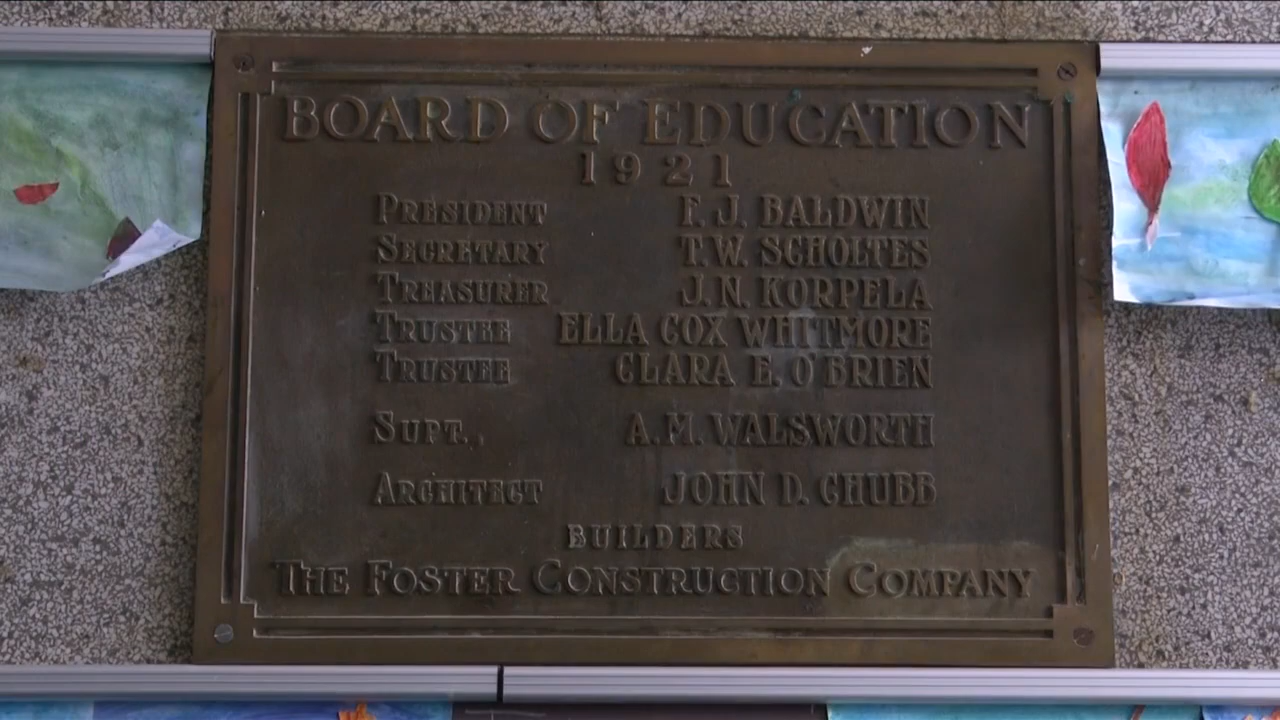 BOARD OF EDUCATION
1921
PRESIDENT F. J. BALDWIN
SECRETARY T. W. SCHOLTES
TREASURER J. N. KORPELA
TRUSTEE ELLA COX WHITMORE
TRUSTEE CLARA E. O'BRIEN
SUPT. A. M. WALSWORTH
ARCHITECT JOHN D. CHUBB
BUILDERS
THE FOSTER CONSTRUCTION COMPANY